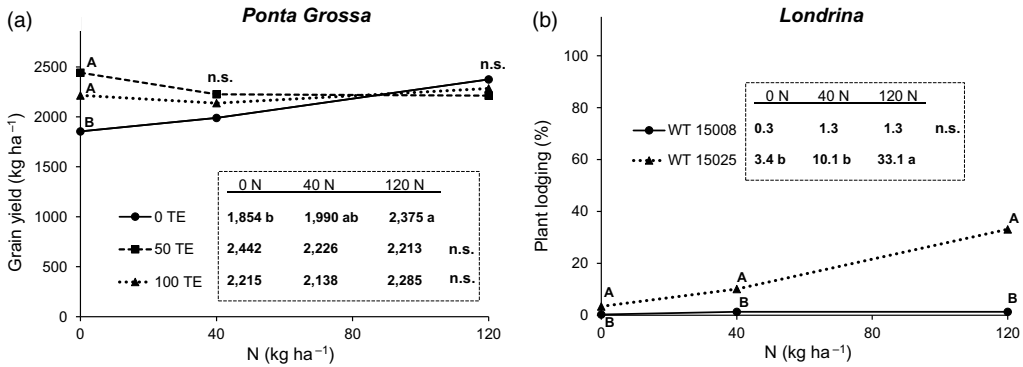 (a)
Ponta Grossa
Grain yield (kg ha⁻¹)
2500
2000
1500
1000
500
0
A
A
B
n.s.
n.s.
0 N 40 N 120 N
0 TE 1,854 b 1,990 ab 2,375 a
50 TE 2,442 2,226 2,213 n.s.
100 TE 2,215 2,138 2,285 n.s.
0 40 80 120
N (kg ha⁻¹)
(b)
Londrina
Plant lodging (%)
100
80
60
40
20
0
0 N 40 N 120 N
WT 15008 0.3 1.3 1.3 n.s.
WT 15025 3.4 b 10.1 b 33.1 a
A
A
A
B
B
B
0 40 80 120
N (kg ha⁻¹)